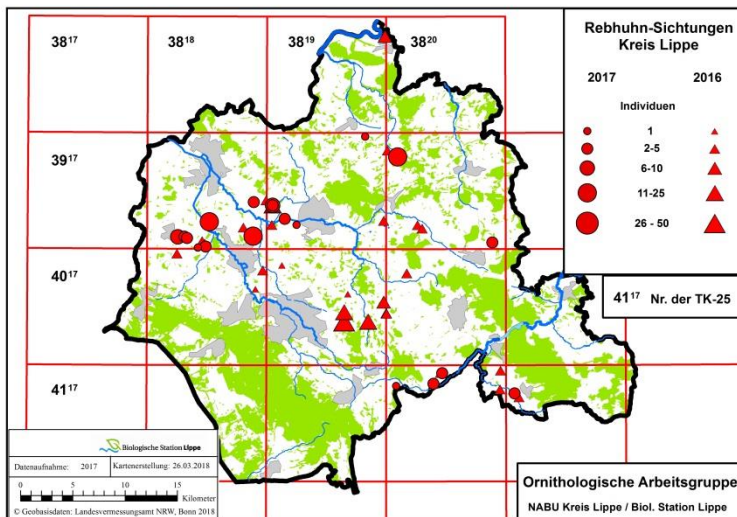 38¹⁷
38¹⁸
38¹⁹
38²⁰
39¹⁷
40¹⁷
41¹⁷
Rebhuhn-Sichtungen
Kreis Lippe
2017 2016
Individuen
1
2-5
6-10
11-25
26 - 50
41¹⁷ Nr. der TK-25
Biologische Station Lippe
Datenaufnahme: 2017 Kartenerstellung: 26.03.2018
0 5 10 15
Kilometer
© Geobasisdaten: Landesvermessungsamt NRW, Bonn 2018
Ornithologische Arbeitsgruppe
NABU Kreis Lippe / Biol. Station Lippe